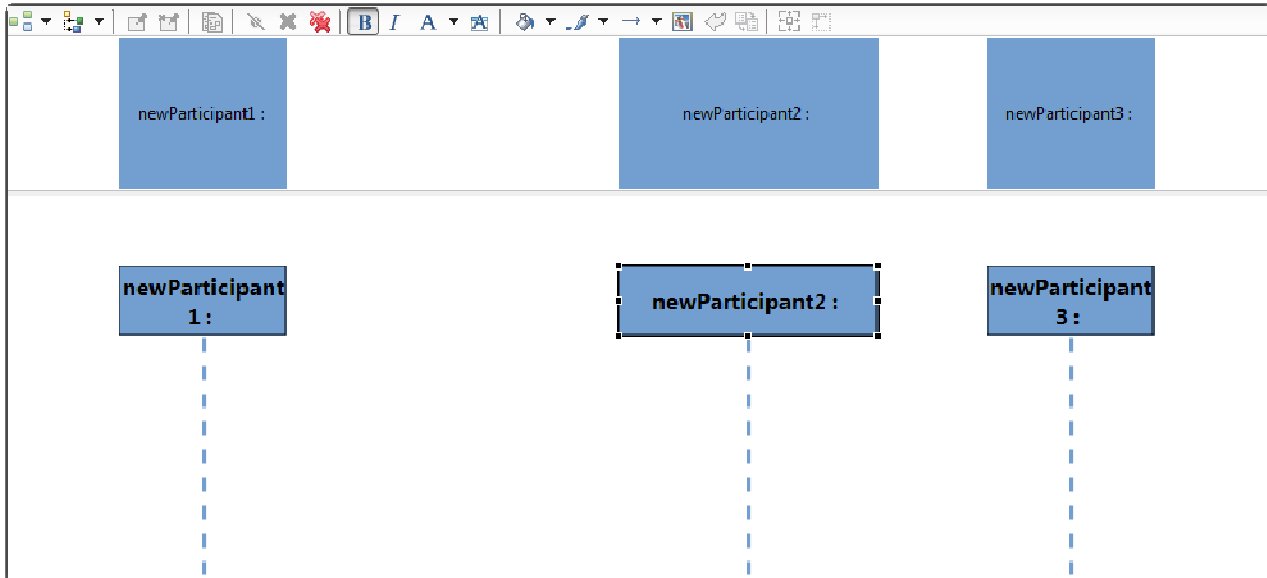 B I A A
newParticipant1 :
newParticipant2 :
newParticipant3 :
newParticipant
1 :
newParticipant2 :
newParticipant
3 :